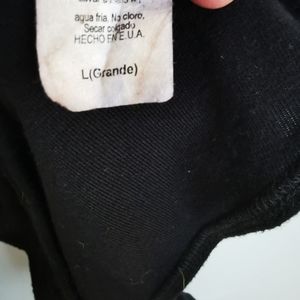 agua fria. No cloro,
Secar colgado
HECHO EN E.U.A.
L(Grande)